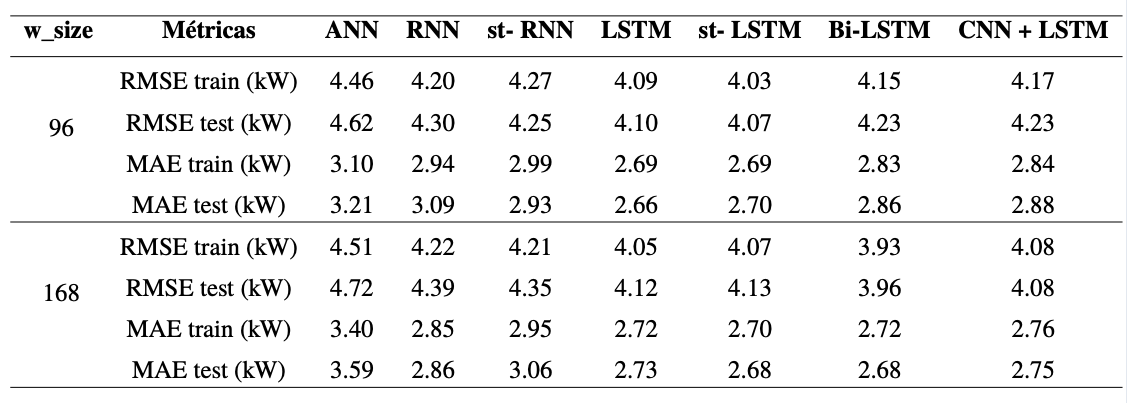 w_size Métricas ANN RNN st- RNN LSTM st- LSTM Bi-LSTM CNN + LSTM
RMSE train (kW) 4.46 4.20 4.27 4.09 4.03 4.15 4.17
96 RMSE test (kW) 4.62 4.30 4.25 4.10 4.07 4.23 4.23
MAE train (kW) 3.10 2.94 2.99 2.69 2.69 2.83 2.84
MAE test (kW) 3.21 3.09 2.93 2.66 2.70 2.86 2.88
RMSE train (kW) 4.51 4.22 4.21 4.05 4.07 3.93 4.08
168 RMSE test (kW) 4.72 4.39 4.35 4.12 4.13 3.96 4.08
MAE train (kW) 3.40 2.85 2.95 2.72 2.70 2.72 2.76
MAE test (kW) 3.59 2.86 3.06 2.73 2.68 2.68 2.75